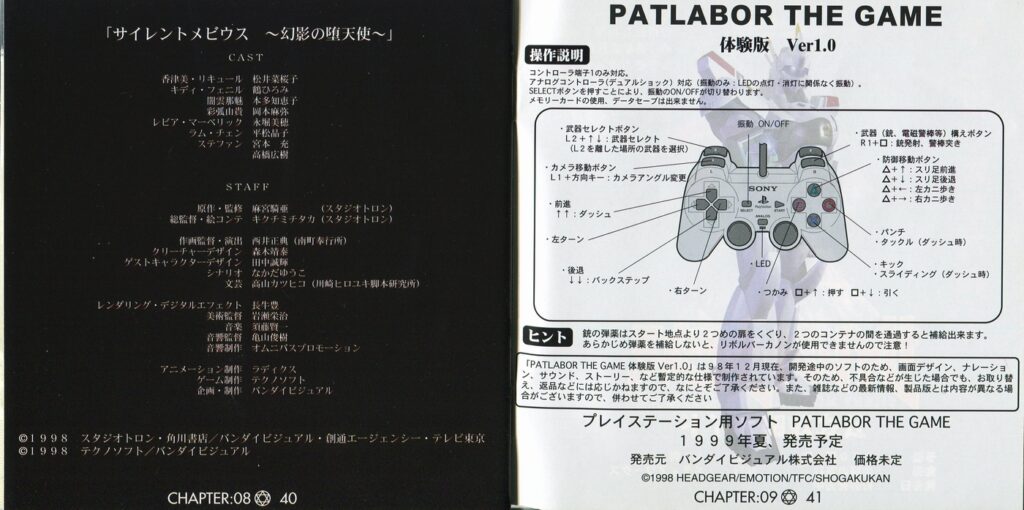 「サイレントメビウス　～幻影の堕天使～」
CAST
香津美・リキュール　松井菜桜子
キディ・フェニル　鶴ひろみ
闇雲那魅　本多知恵子
彩弧由貴　岡本麻弥
レビア・マーベリック　永堀美穂
ラム・チェン　平松晶子
ステファン　宮本　充
高橋広樹
STAFF
原作・監修　麻宮騎亜　（スタジオトロン）
総監督・絵コンテ　キクチミチタカ（スタジオトロン）
作画監督・演出　西井正典（南町奉行所）
クリーチャーデザイン　森木靖泰
ゲストキャラクターデザイン　田中誠輝
シナリオ　なかだゆうこ
文芸　高山カツヒコ（川崎ヒロユキ脚本研究所）
レンダリング・デジタルエフェクト　長牛豊
美術監督　岩瀬栄治
音楽　須藤賢一
音響監督　亀山俊樹
音響制作　オムニバスプロモーション
アニメーション制作　ラディクス
ゲーム制作　テクノソフト
企画・制作　バンダイビジュアル
©1998　スタジオトロン・角川書店／バンダイビジュアル・創通エージェンシー・テレビ東京
©1998　テクノソフト／バンダイビジュアル
CHAPTER:08 40
PATLABOR THE GAME
体験版　Ver1.0
操作説明
コントローラ端子1のみ対応。
アナログコントローラ（デュアルショック）対応（振動のみ：LEDの点灯・消灯に関係なく振動）。
SELECTボタンを押すことにより、振動のON/OFFが切り替わります。
メモリーカードの使用、データセーブは出来ません。
振動 ON/OFF
・武器セレクトボタン
L2＋↑↓：武器セレクト
（L2を離した場所の武器を選択）
・カメラ移動ボタン
L1＋方向キー：カメラアングル変更
・前進
↑↑：ダッシュ
・左ターン
・後退
↓↓：バックステップ
・右ターン
・武器（銃、電磁警棒等）構えボタン
R1＋□：銃発射、警棒突き
・防御移動ボタン
△＋↑：スリ足前進
△＋↓：スリ足後退
△＋←：左カニ歩き
△＋→：右カニ歩き
・パンチ
・タックル（ダッシュ時）
・キック
・スライディング（ダッシュ時）
・つかみ　□＋↑：押す　□＋↓：引く
・LED
SONY
PlayStation
SELECT
START
ANALOG
L
R
ヒント
銃の弾薬はスタート地点より２つめの扉をくぐり、２つのコンテナの間を通過すると補給出来ます。
あらかじめ弾薬を補給しないと、リボルバーカノンが使用できませんので注意！
「PATLABOR THE GAME 体験版 Ver1.0」は９８年１２月現在、開発途中のソフトのため、画面デザイン、ナレーション、サウンド、ストーリー、など暫定的な仕様で制作されています。そのため、不具合などが生じた場合でも、お取り替え、返品などには応じかねますので、なにとぞご了承ください。また、雑誌などの最新情報、製品版とは内容が異なる場合がございますので、併わせてご了承ください
プレイステーション用ソフト　PATLABOR THE GAME
１９９９年夏、発売予定
発売元　バンダイビジュアル株式会社　価格未定
©1998 HEADGEAR/EMOTION/TFC/SHOGAKUKAN
CHAPTER:09 41